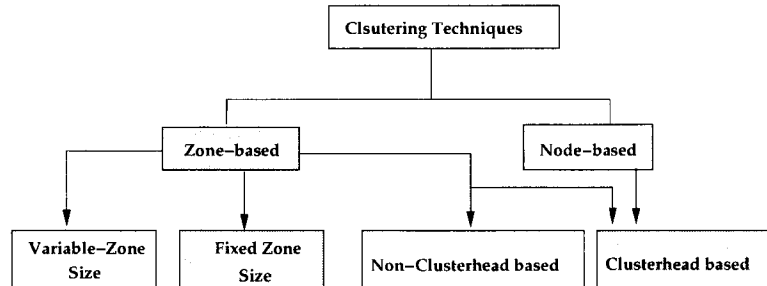 Clsutering Techniques
Zone-based
Node-based
Variable-Zone
Size
Fixed Zone
Size
Non-Clusterhead based
Clusterhead based